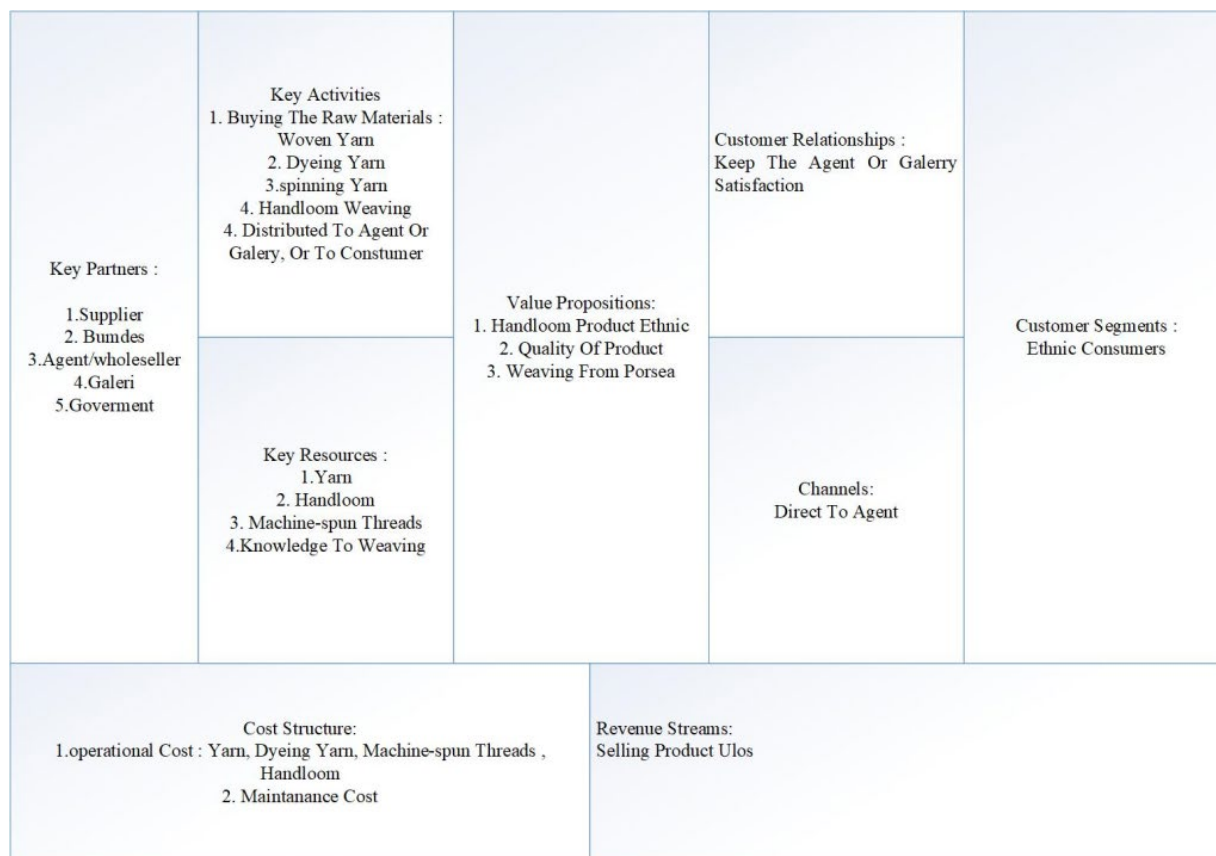 Key Partners :
1.Supplier
2. Bumdes
3.Agent/wholeseller
4.Galeri
5.Goverment
Key Activities
1. Buying The Raw Materials :
Woven Yarn
2. Dyeing Yarn
3.spinning Yarn
4. Handloom Weaving
4. Distributed To Agent Or
Galery, Or To Constumer
Key Resources :
1.Yarn
2. Handloom
3. Machine-spun Threads
4.Knowledge To Weaving
Value Propositions:
1. Handloom Product Ethnic
2. Quality Of Product
3. Weaving From Porsea
Customer Relationships :
Keep The Agent Or Galerry
Satisfaction
Channels:
Direct To Agent
Customer Segments :
Ethnic Consumers
Cost Structure:
1.operational Cost : Yarn, Dyeing Yarn, Machine-spun Threads ,
Handloom
2. Maintanance Cost
Revenue Streams:
Selling Product Ulos